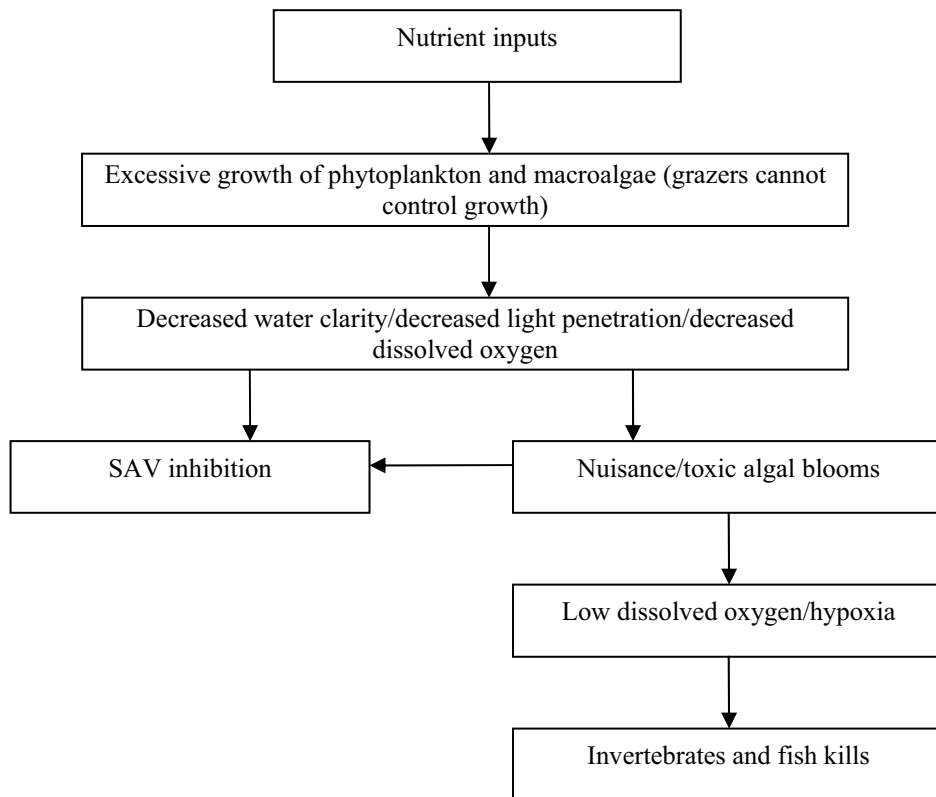 Nutrient inputs
Excessive growth of phytoplankton and macroalgae (grazers cannot
control growth)
Decreased water clarity/decreased light penetration/decreased
dissolved oxygen
SAV inhibition
Nuisance/toxic algal blooms
Low dissolved oxygen/hypoxia
Invertebrates and fish kills